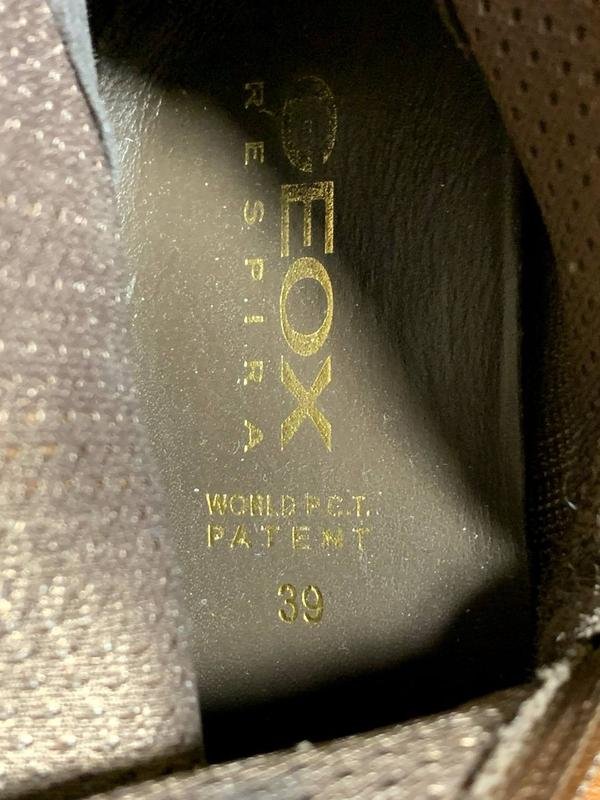 GEOX
RESPIRA
WORLD P.C.T.
PATENT
39